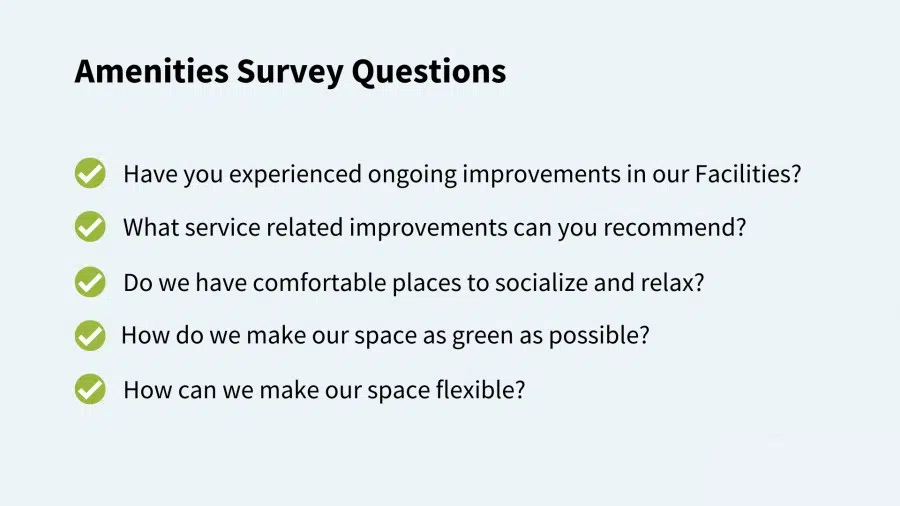 Amenities Survey Questions
Have you experienced ongoing improvements in our Facilities?
What service related improvements can you recommend?
Do we have comfortable places to socialize and relax?
How do we make our space as green as possible?
How can we make our space flexible?